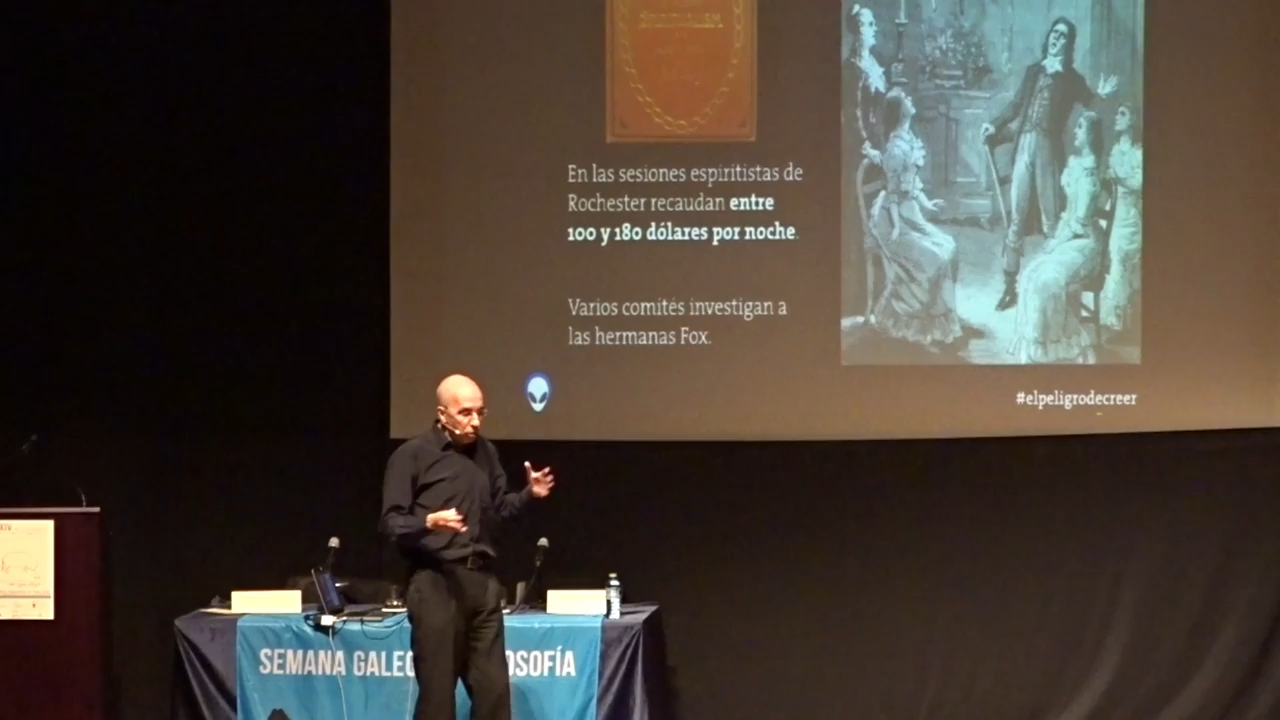 SPIRITUALISM
En las sesiones espiritistas de
Rochester recaudan entre
100 y 180 dólares por noche.
Varios comités investigan a
las hermanas Fox.
#elpeligrodecreer
SEMANA GALEG OSOFÍA